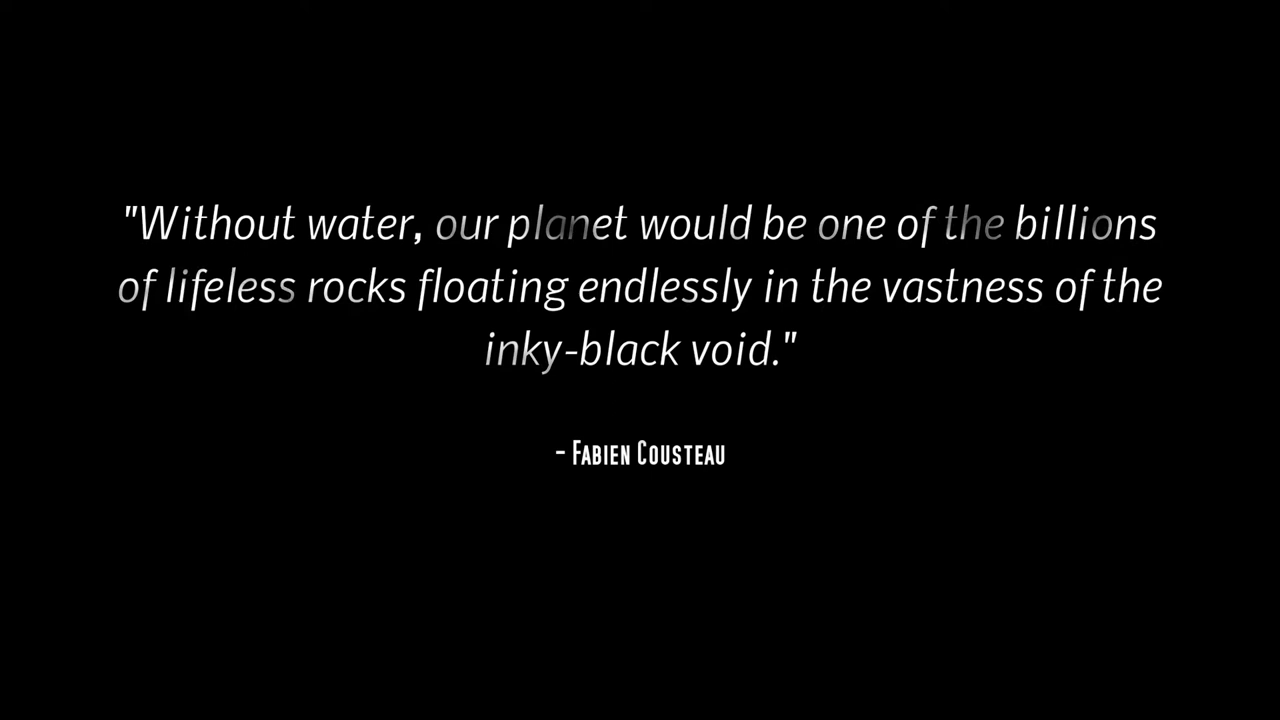 "Without water, our planet would be one of the billions
of lifeless rocks floating endlessly in the vastness of the
inky-black void."
- Fabien Cousteau